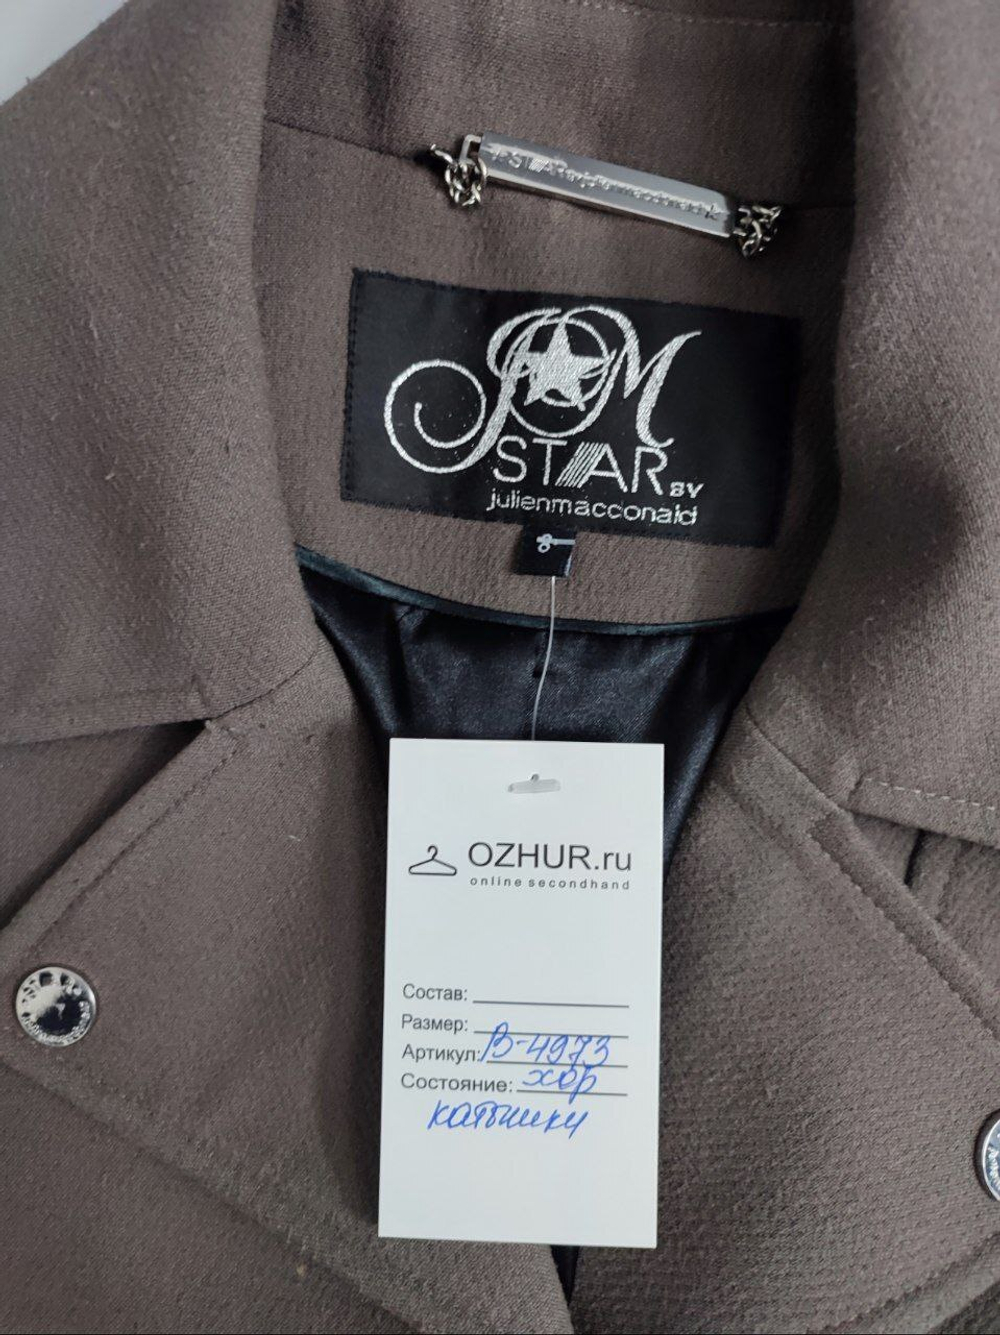 JM
STAR BY
julienmacdonald
OZHUR.ru
online secondhand
Состав:
Размер:
Артикул: В-4973
Состояние: хор
катышки